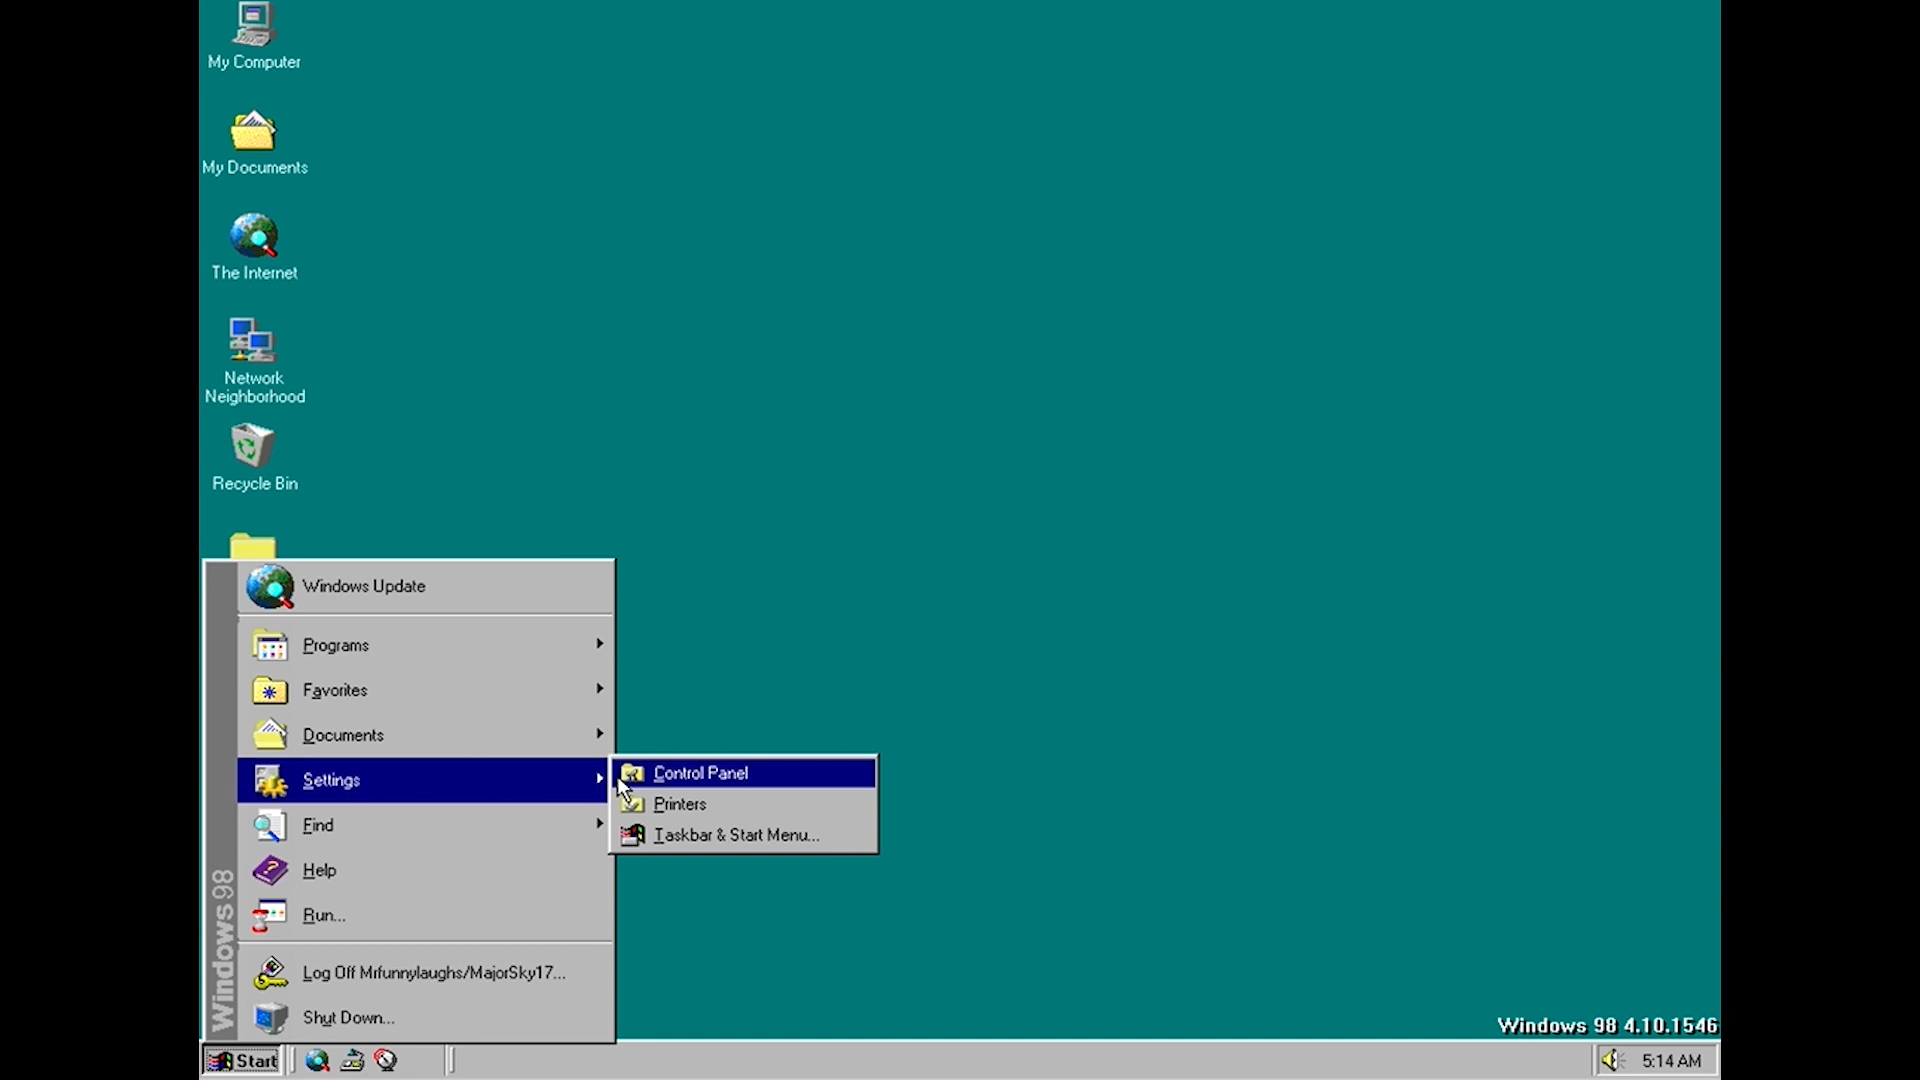 My Computer
My Documents
The Internet
Network
Neighborhood
Recycle Bin
Windows Update
Programs
Favorites
Documents
Settings
Control Panel
Printers
Taskbar & Start Menu...
Find
Help
Run...
Log Off Mrfunnylaughs/MajorSky17...
Shut Down...
Windows 98
Windows 98 4.10.1546
Start
5:14 AM